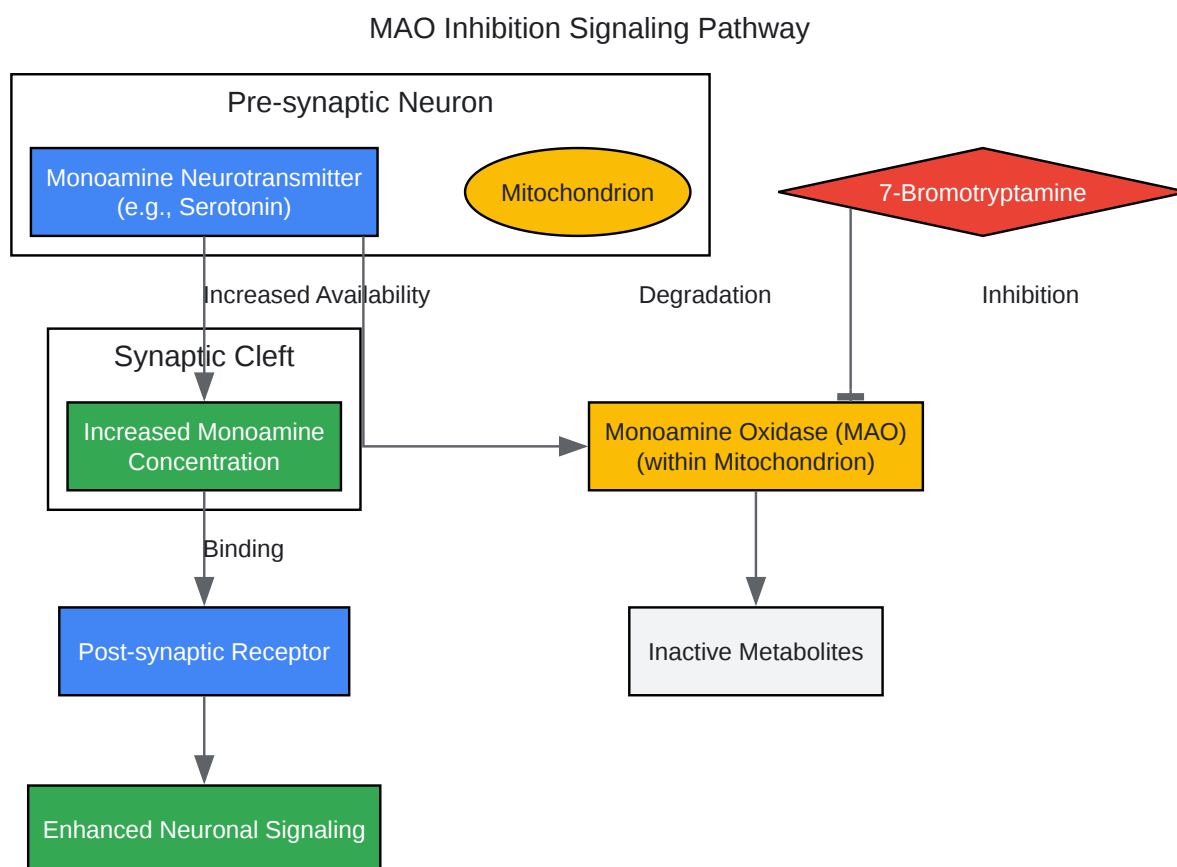 MAO Inhibition Signaling Pathway
Pre-synaptic Neuron
Monoamine Neurotransmitter
(e.g., Serotonin)
Mitochondrion
7-Bromotryptamine
Increased Availability
Degradation
Inhibition
Synaptic Cleft
Increased Monoamine
Concentration
Monoamine Oxidase (MAO)
(within Mitochondrion)
Binding
Post-synaptic Receptor
Inactive Metabolites
Enhanced Neuronal Signaling